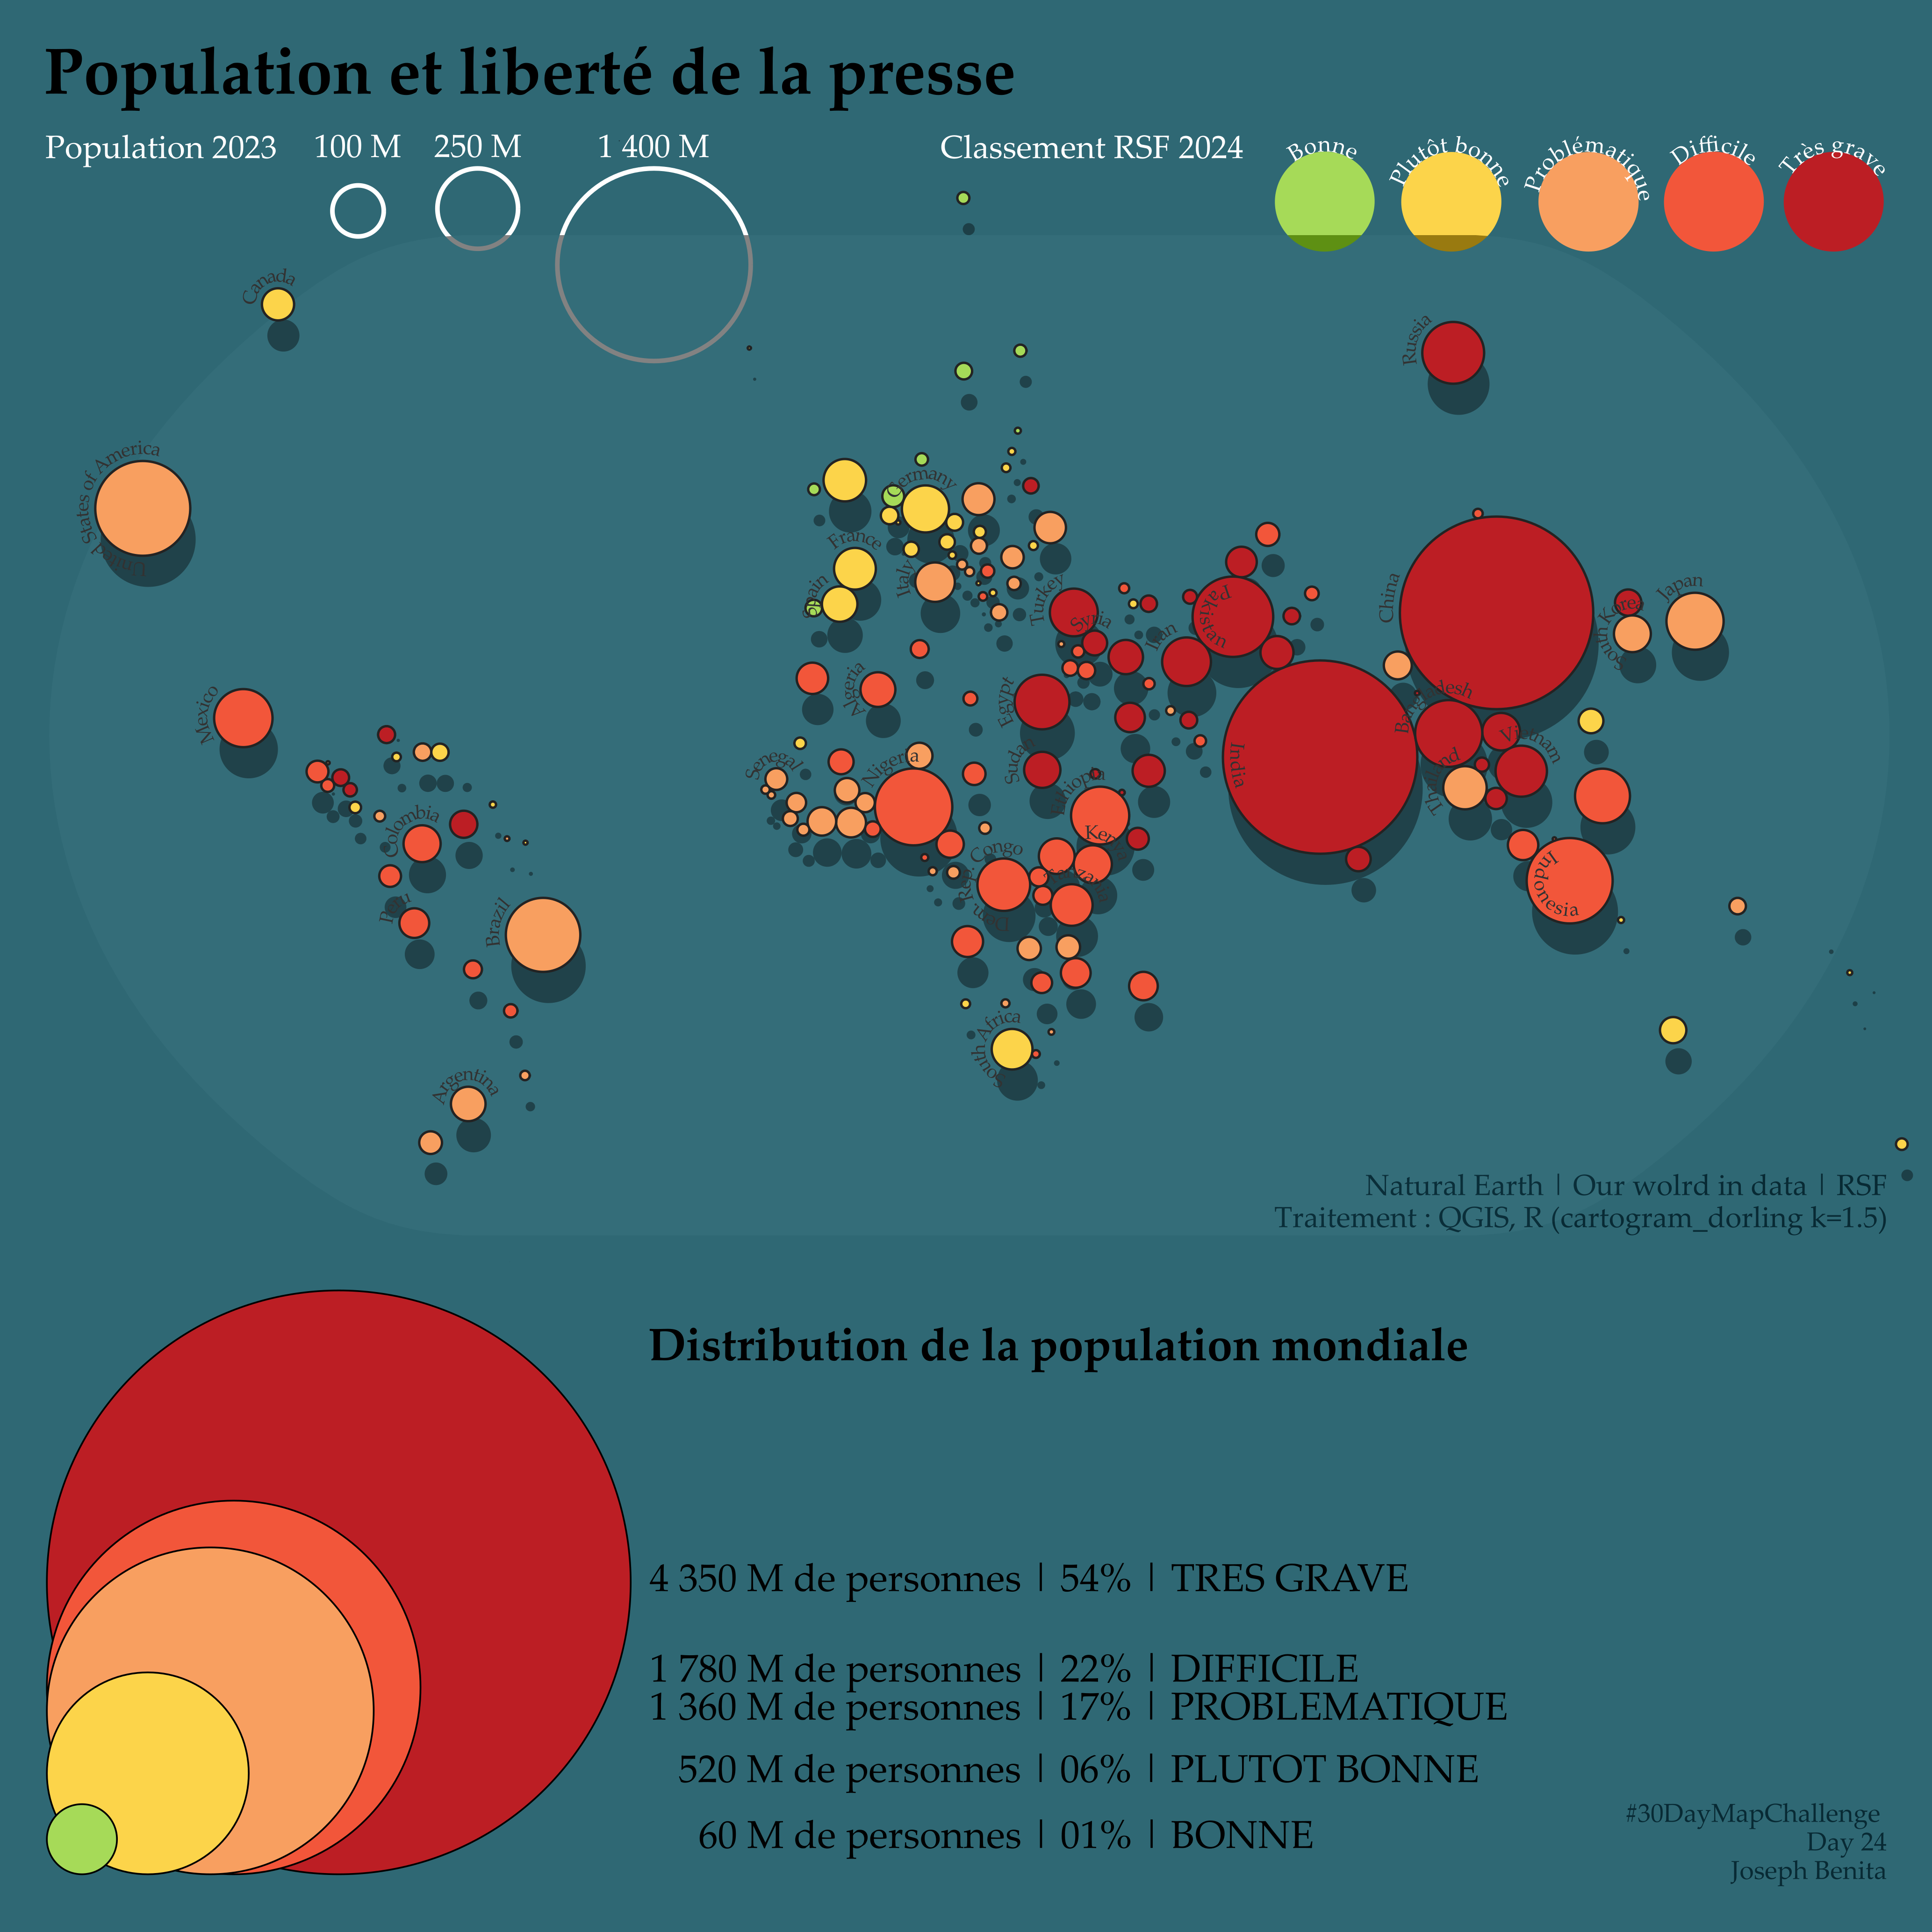 Population et liberté de la presse
Population 2023
100 M
250 M
1 400 M
Classement RSF 2024
Bonne
Plutôt bonne
Problématique
Difficile
Très grave
Canada
Russia
United States of America
Germany
France
Spain
Italy
Turkey
Syria
Iran
Pakistan
China
South Korea
Japan
Mexico
Algeria
Egypt
Bangladesh
India
Vietnam
Thailand
Senegal
Nigeria
Sudan
Ethiopia
Kenya
Colombia
Dem. Rep. Congo
Tanzania
Indonesia
Peru
Brazil
South Africa
Argentina
Natural Earth | Our wolrd in data | RSF
Traitement : QGIS, R (cartogram_dorling k=1.5)
Distribution de la population mondiale
4 350 M de personnes | 54% | TRES GRAVE
1 780 M de personnes | 22% | DIFFICILE
1 360 M de personnes | 17% | PROBLEMATIQUE
520 M de personnes | 06% | PLUTOT BONNE
60 M de personnes | 01% | BONNE
#30DayMapChallenge
Day 24
Joseph Benita